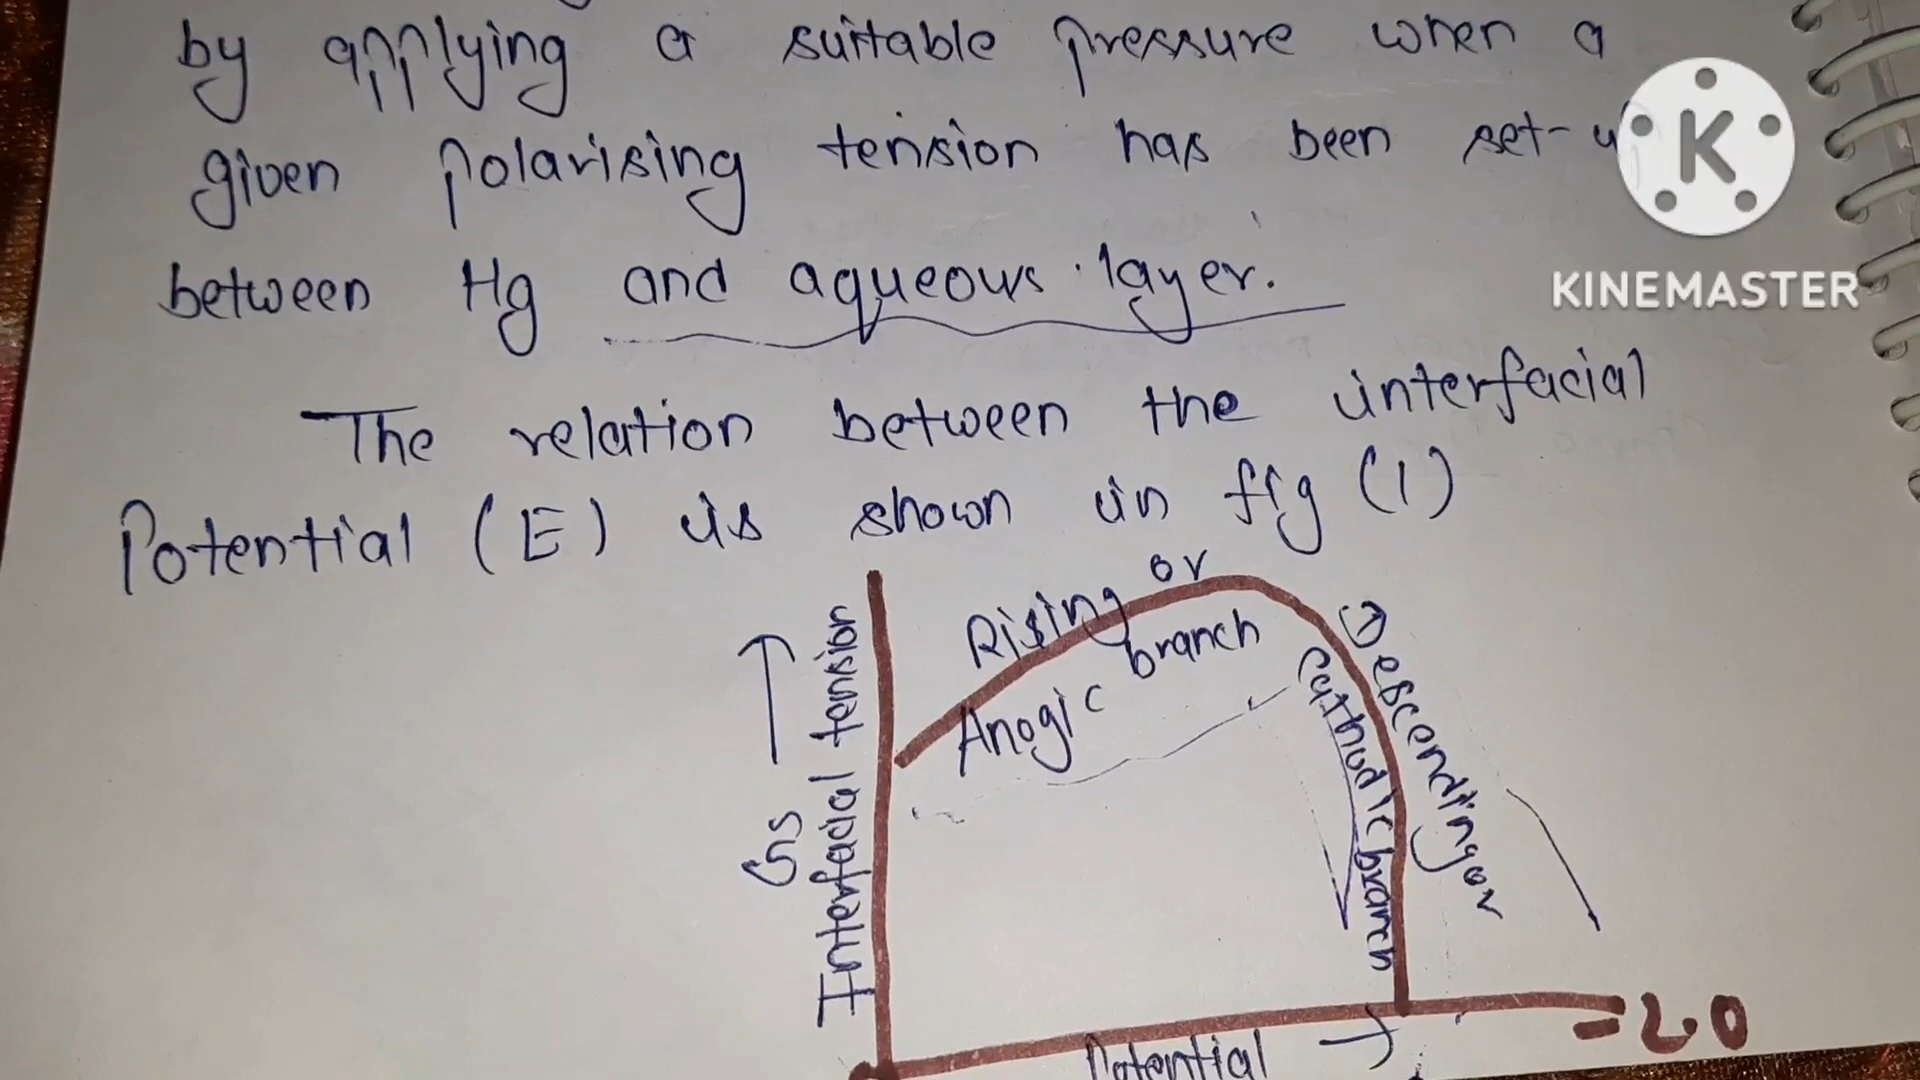 by applying a suitable pressure when a
given polarising tension has been set-u
between Hg and aqueous layer.
The relation between the interfacial
Potential (E) is shown in fig (1)
Rising or
Anogic branch
Descending or
cathodic branch
Interfacial tension
Potential
=20
K
KINEMASTER